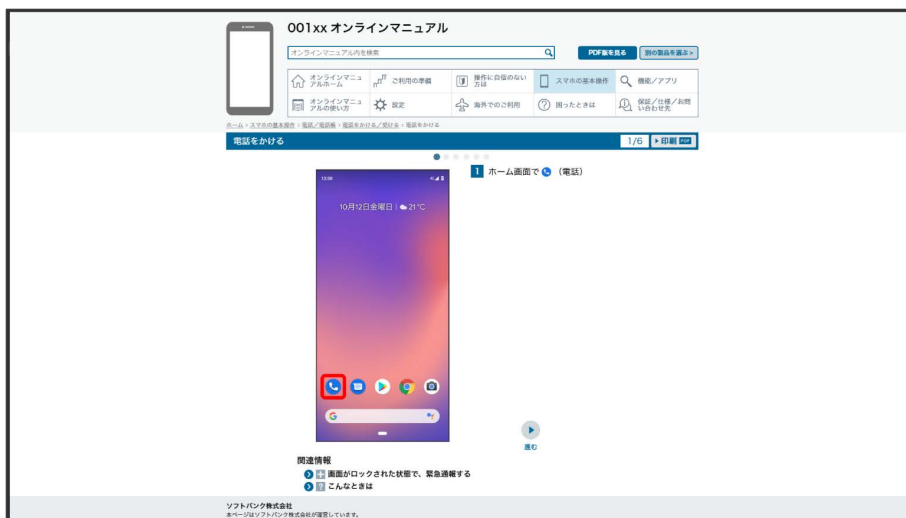 001xx オンラインマニュアル
オンラインマニュアル内を検索
PDF版を見る
別の製品を選ぶ>
オンラインマニュアルホーム
ご利用の準備
操作に自信のない方は
スマホの基本操作
機能/アプリ
オンラインマニュアルの使い方
設定
海外でのご利用
困ったときは
保証/仕様/お問い合わせ先
ホーム > スマホの基本操作 > 電話/電話帳 > 電話をかける/受ける > 電話をかける
電話をかける
1/6
印刷 PDF
1 ホーム画面で (電話)
10月12日金曜日 | 21℃
進む
関連情報
画面がロックされた状態で、緊急通報する
こんなときは
ソフトバンク株式会社
本ページはソフトバンク株式会社が運営しています。